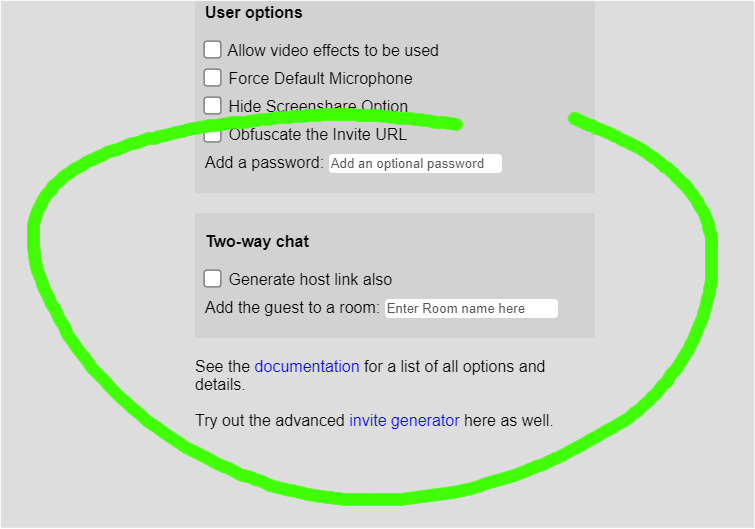 User options
Allow video effects to be used
Force Default Microphone
Hide Screenshare Option
Obfuscate the Invite URL
Add a password: Add an optional password
Two-way chat
Generate host link also
Add the guest to a room: Enter Room name here
See the documentation for a list of all options and
details.
Try out the advanced invite generator here as well.